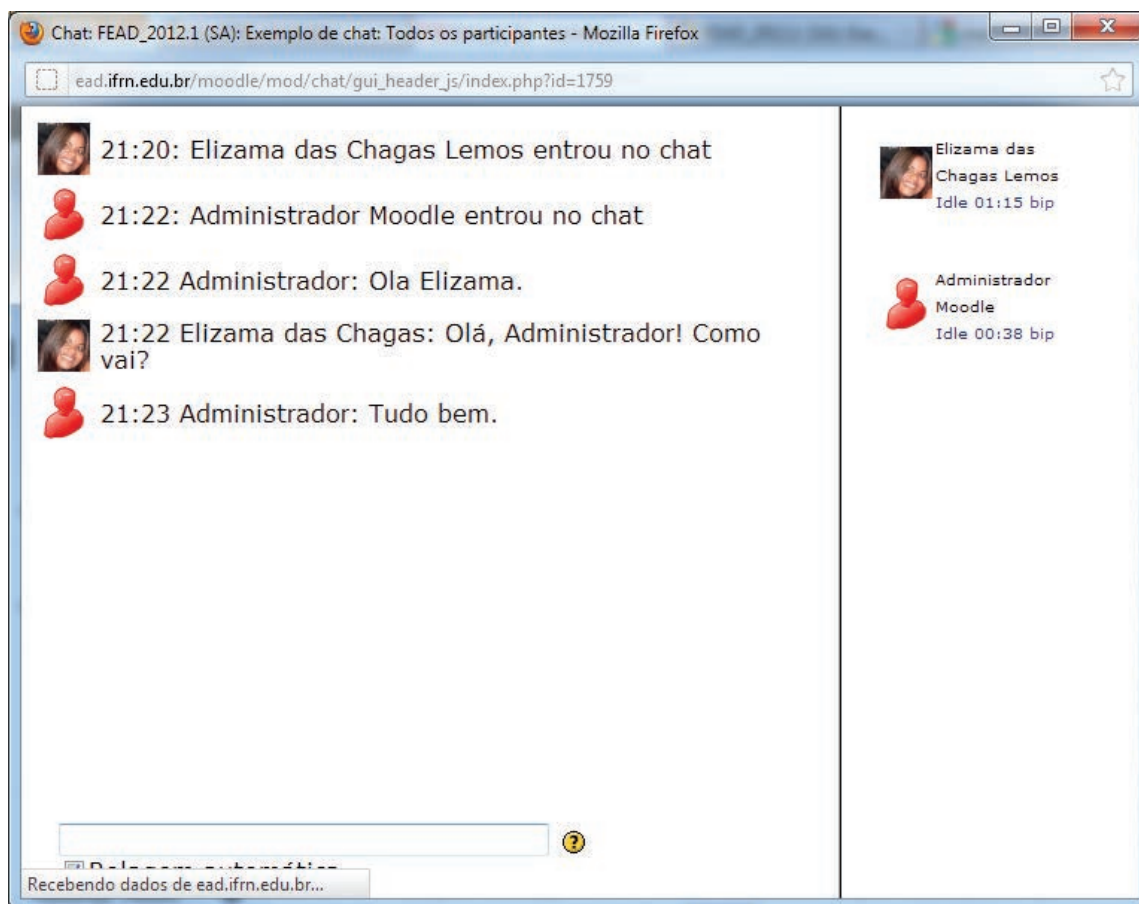 Chat: FEAD_2012.1 (SA): Exemplo de chat: Todos os participantes - Mozilla Firefox
ead.ifrn.edu.br/moodle/mod/chat/gui_header_js/index.php?id=1759
21:20: Elizama das Chagas Lemos entrou no chat
21:22: Administrador Moodle entrou no chat
21:22 Administrador: Ola Elizama.
21:22 Elizama das Chagas: Olá, Administrador! Como
vai?
21:23 Administrador: Tudo bem.
Elizama das
Chagas Lemos
Idle 01:15 bip
Administrador
Moodle
Idle 00:38 bip
?
Rolagem automática
Recebendo dados de ead.ifrn.edu.br...